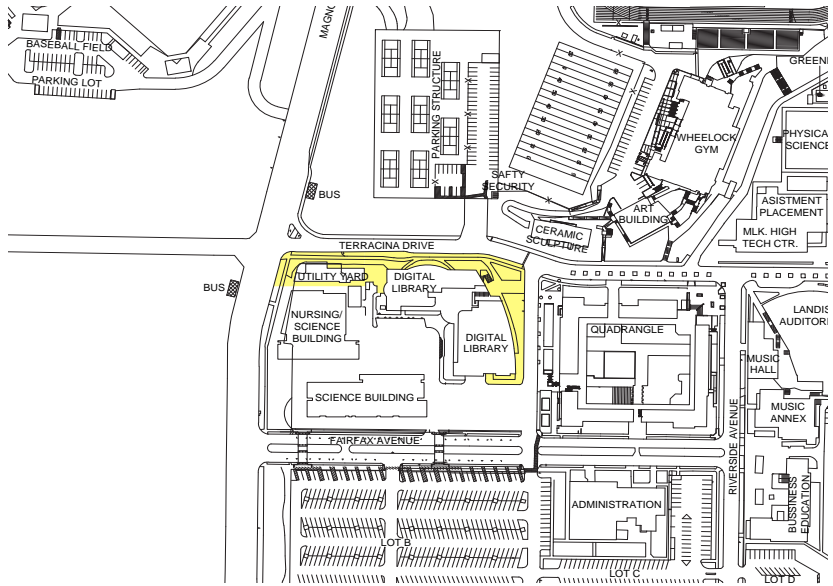 BASEBALL FIELD
PARKING LOT
MAGNO
PARKING STRUCTURE
SAFTY
SECURITY
BUS
GREEN
WHEELOCK
GYM
PHYSICA
SCIENCE
ART
BUILDING
ASISTMENT
PLACEMENT
MLK. HIGH
TECH CTR.
CERAMIC
SCULPTURE
TERRACINA DRIVE
BUS
UTILITY YARD
DIGITAL
LIBRARY
NURSING/
SCIENCE
BUILDING
DIGITAL
LIBRARY
QUADRANGLE
LANDIS
AUDITORI
MUSIC
HALL
SCIENCE BUILDING
MUSIC
ANNEX
FAIRFAX AVENUE
RIVERSIDE AVENUE
BUSSINESS
EDUCATION
ADMINISTRATION
LOT B
LOT C